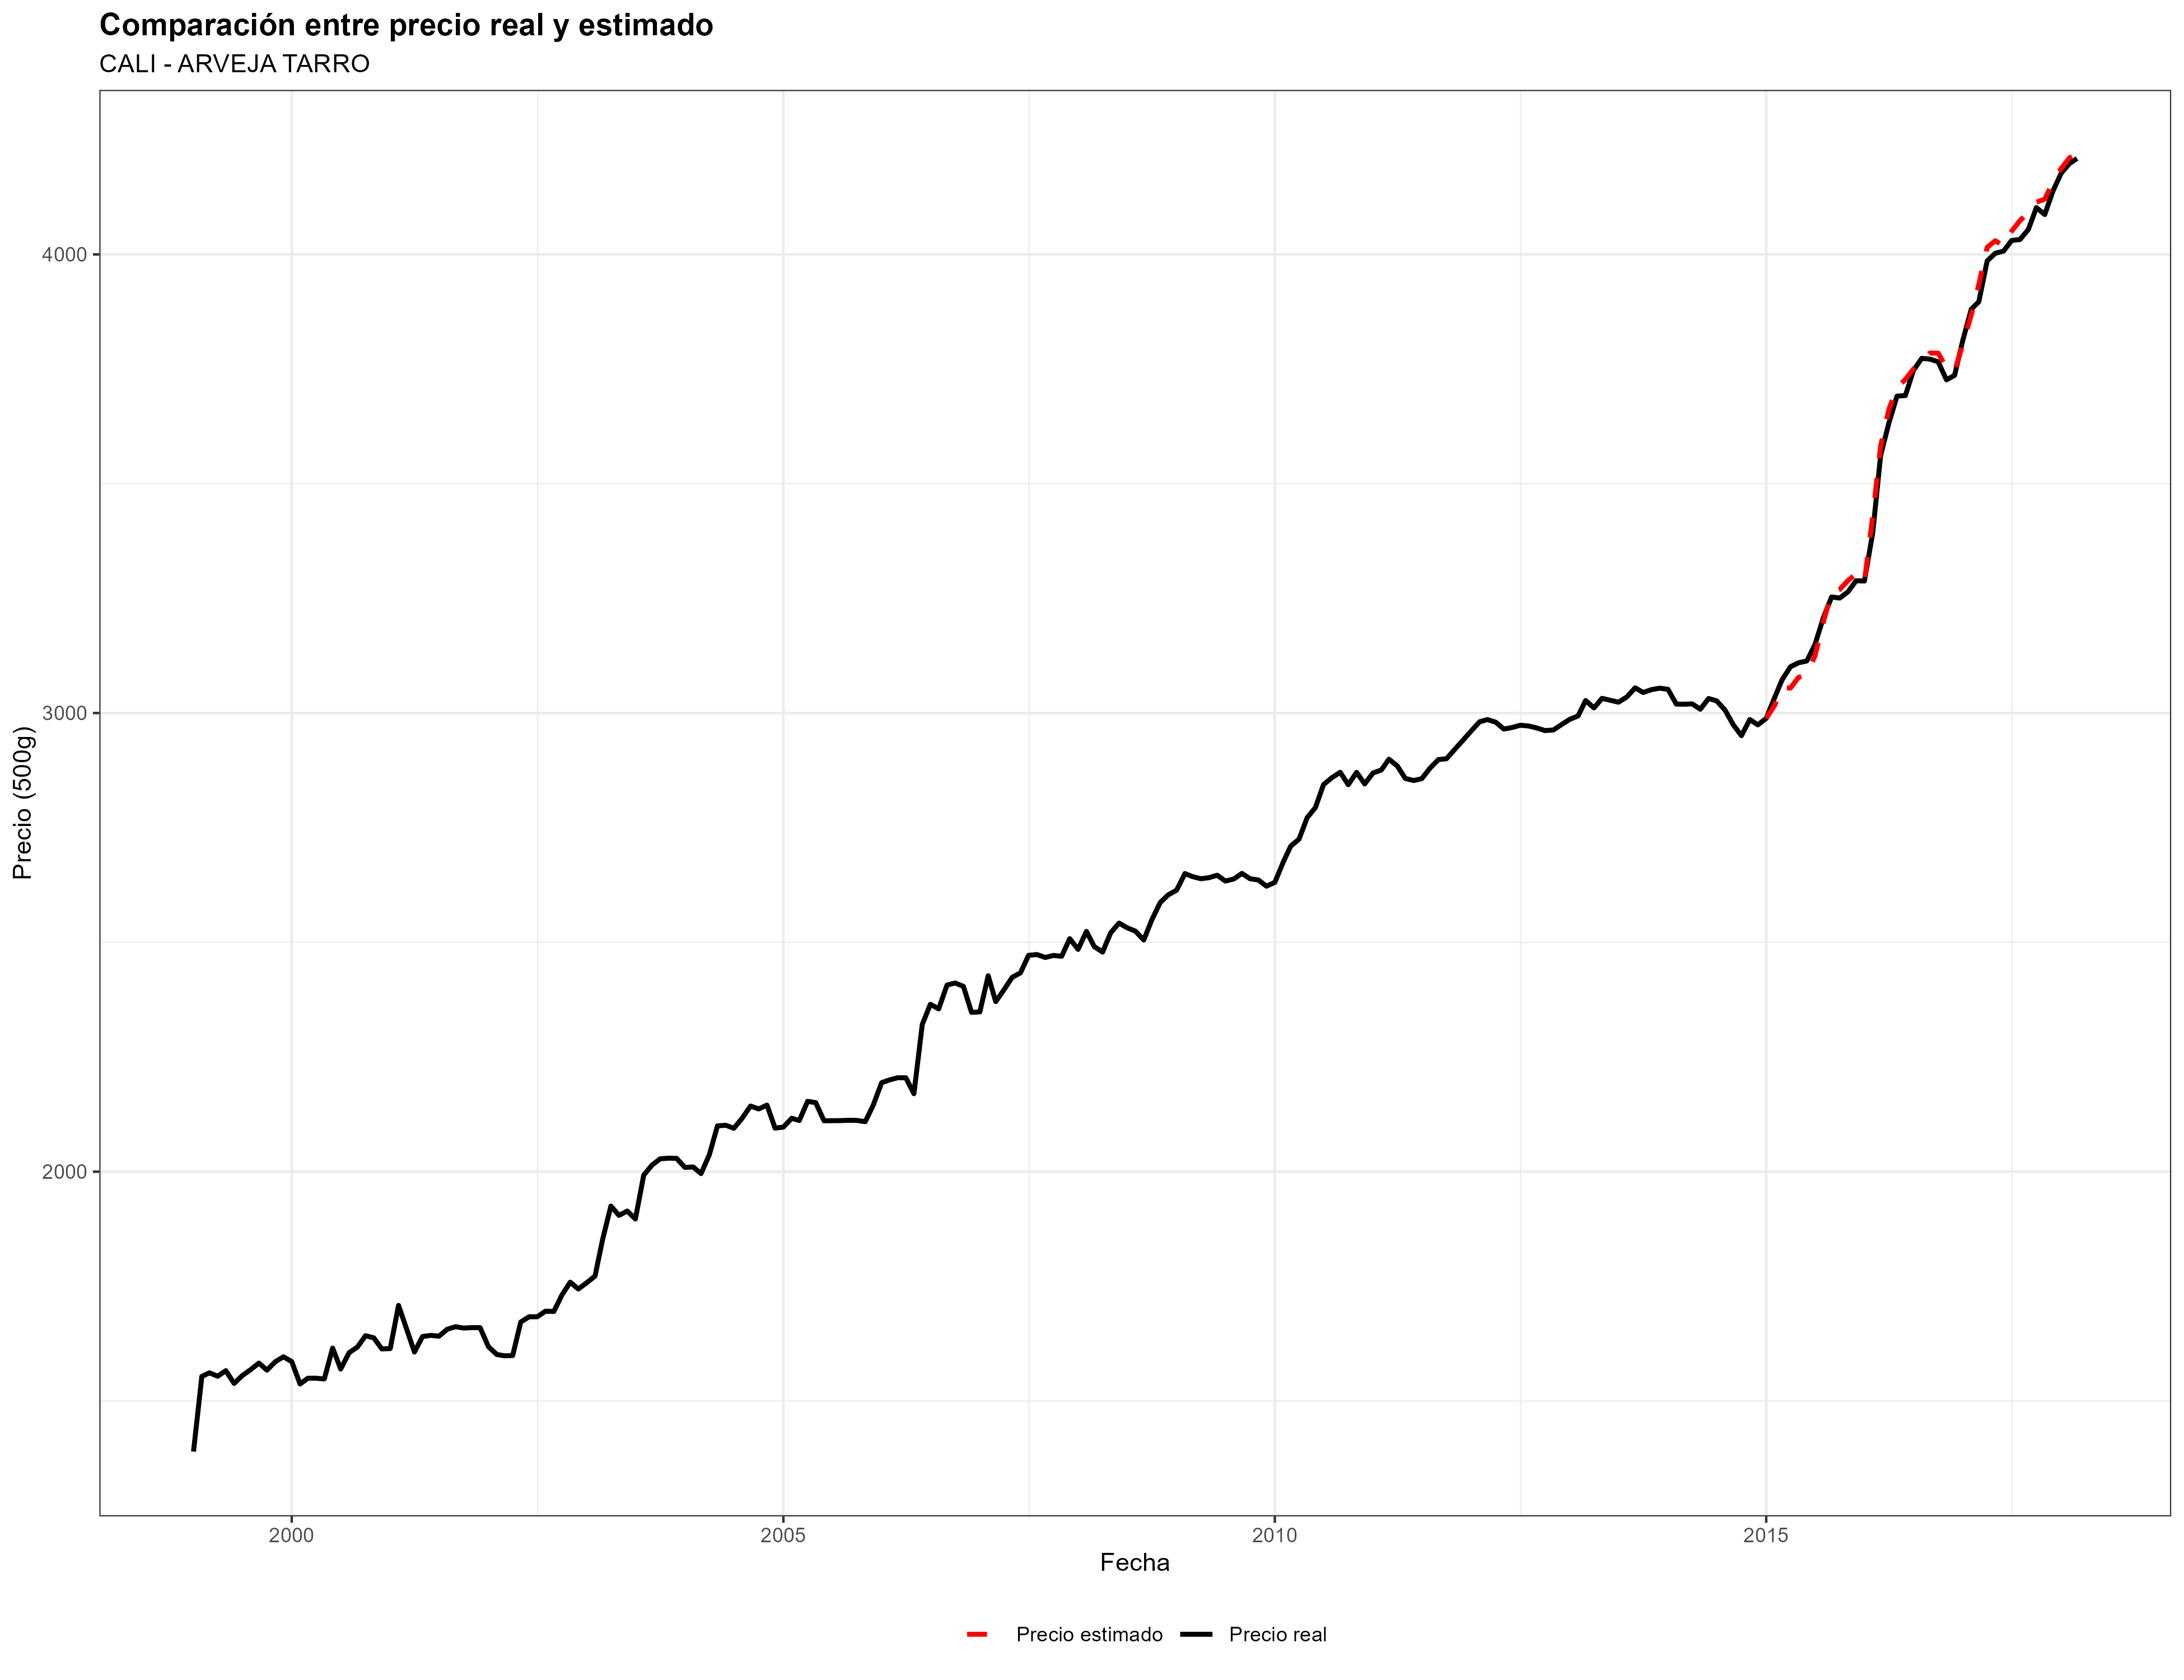 Comparación entre precio real y estimado
CALI - ARVEJA TARRO
Precio (500g)
4000
3000
2000
2000
2005
2010
2015
Fecha
Precio estimado
Precio real